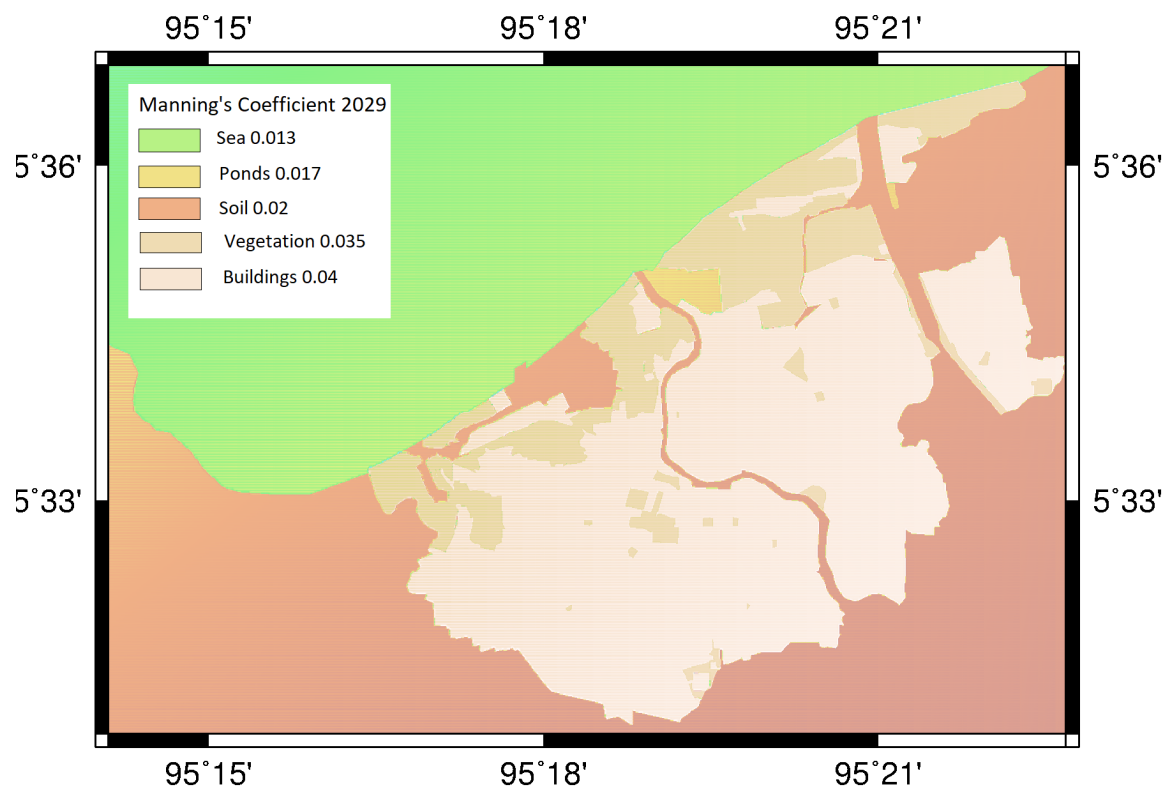 95°15' 95°18' 95°21'
Manning's Coefficient 2029
Sea 0.013
Ponds 0.017
Soil 0.02
Vegetation 0.035
Buildings 0.04
5°36' 5°36'
5°33' 5°33'
95°15' 95°18' 95°21'